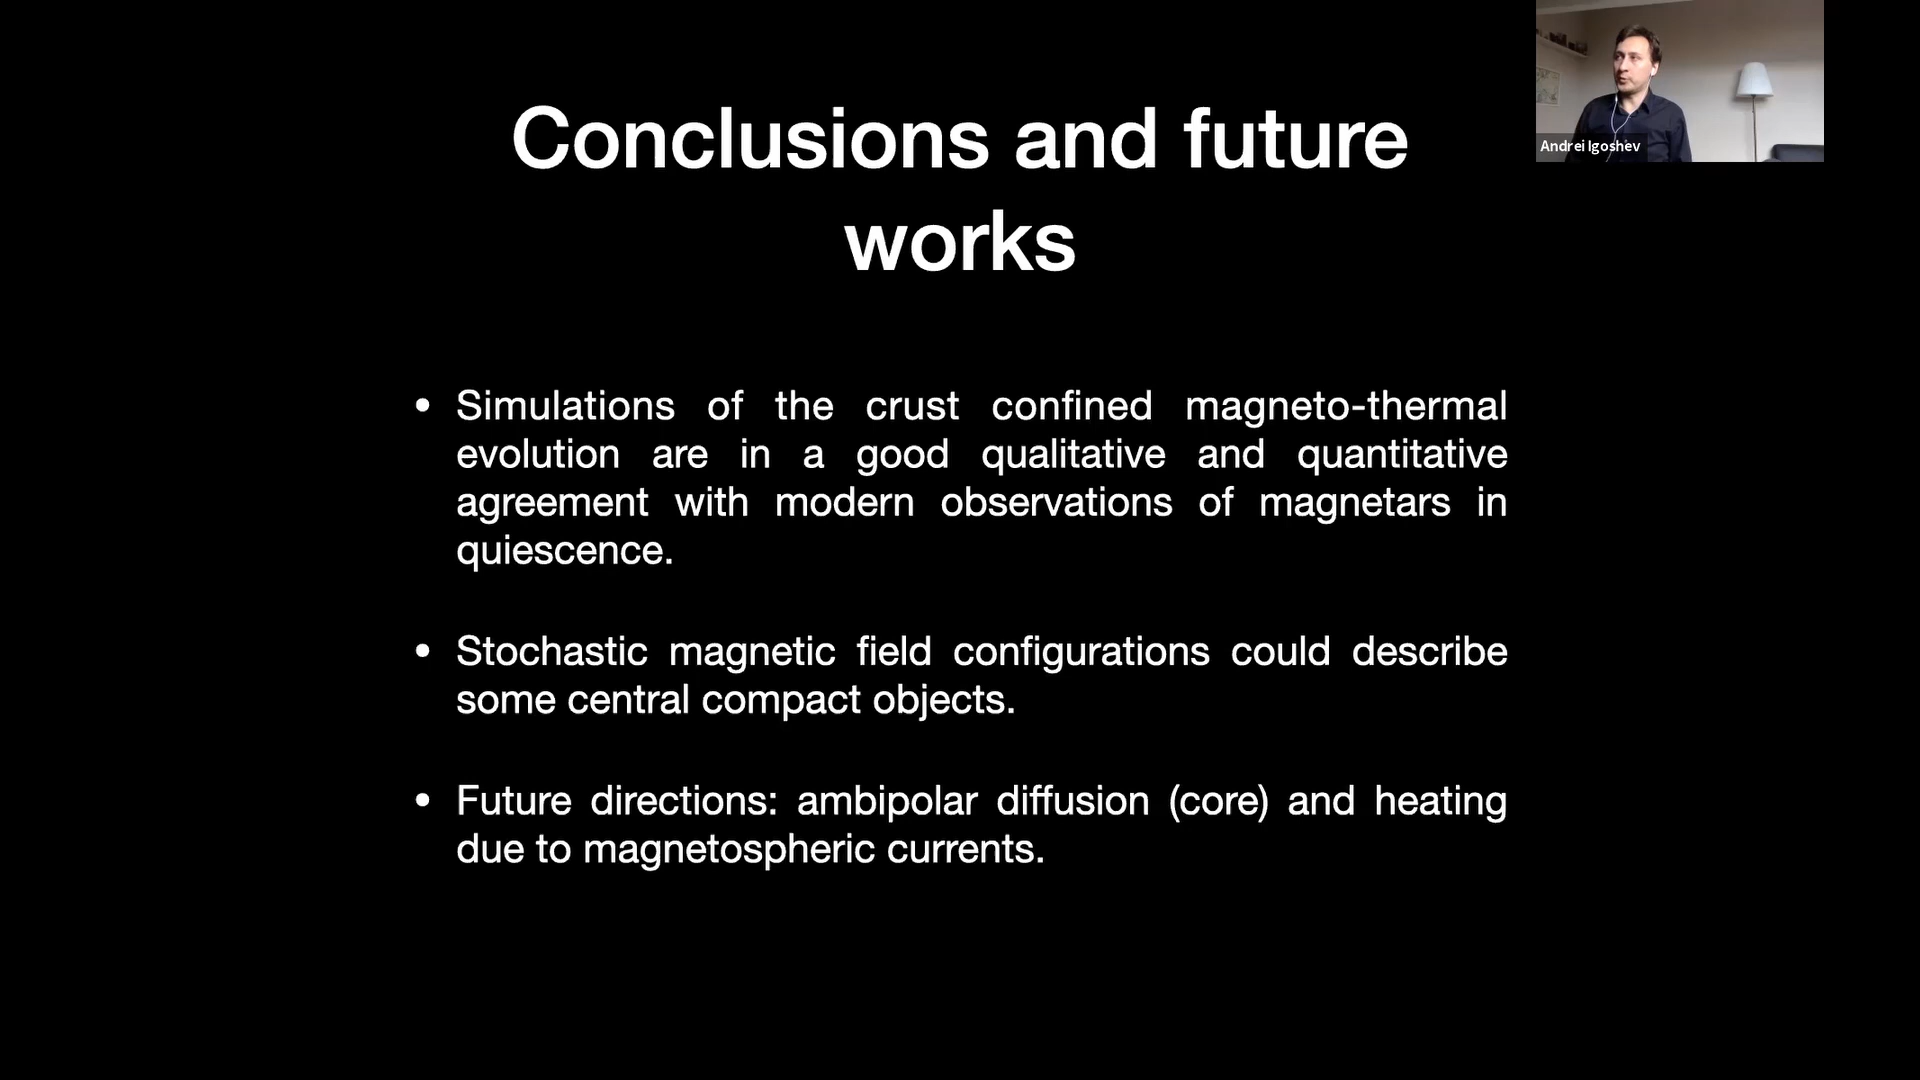 Conclusions and future
works
Andrei Igoshev
• Simulations of the crust confined magneto-thermal
evolution are in a good qualitative and quantitative
agreement with modern observations of magnetars in
quiescence.
• Stochastic magnetic field configurations could describe
some central compact objects.
• Future directions: ambipolar diffusion (core) and heating
due to magnetospheric currents.